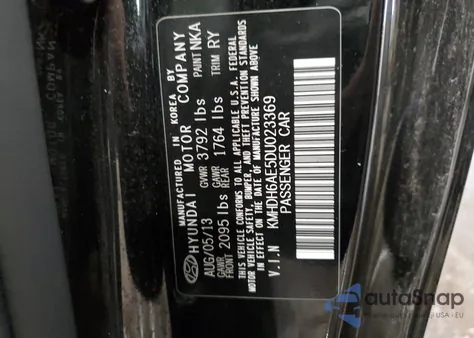 MANUFACTURED IN KOREA BY
HYUNDAI MOTOR COMPANY
AUG/05/13 GVWR 3792 lbs PAINT NKA
GAWR FRONT 2095 lbs GAWR REAR 1764 lbs TRIM RY
THIS VEHICLE CONFORMS TO ALL APPLICABLE U.S.A. FEDERAL
MOTOR VEHICLE SAFETY, BUMPER, AND THEFT PREVENTION STANDARDS
IN EFFECT ON THE DATE OF MANUFACTURE SHOWN ABOVE.
V.I.N KMHDH6AE5DU023369
PASSENGER CAR
autoSnap
USA i EU